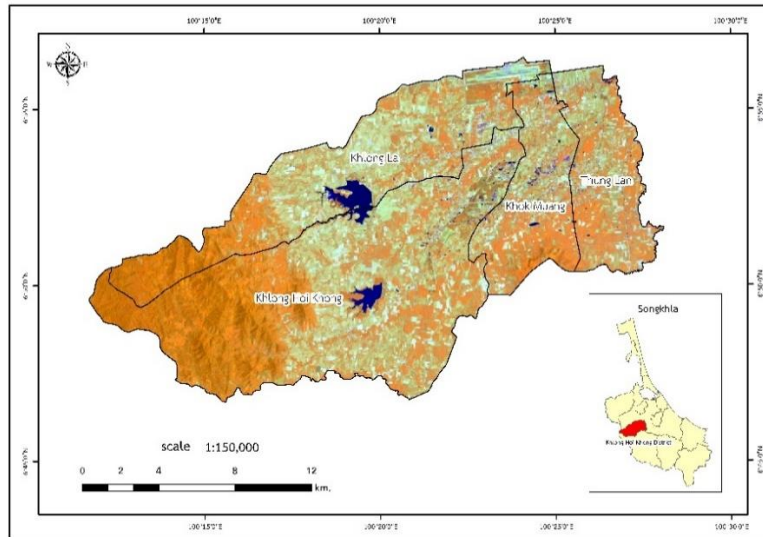 100°15'0"E 100°20'0"E 100°25'0"E 100°30'0"E
N
W E
S
Khlong La
Thung Lan
Khok Muang
Khlong Hoi Khong
Songkhla
Khlong Hoi Khong District
scale 1:150,000
0 2 4 8 12
km.
100°15'0"E 100°20'0"E 100°25'0"E 100°30'0"E